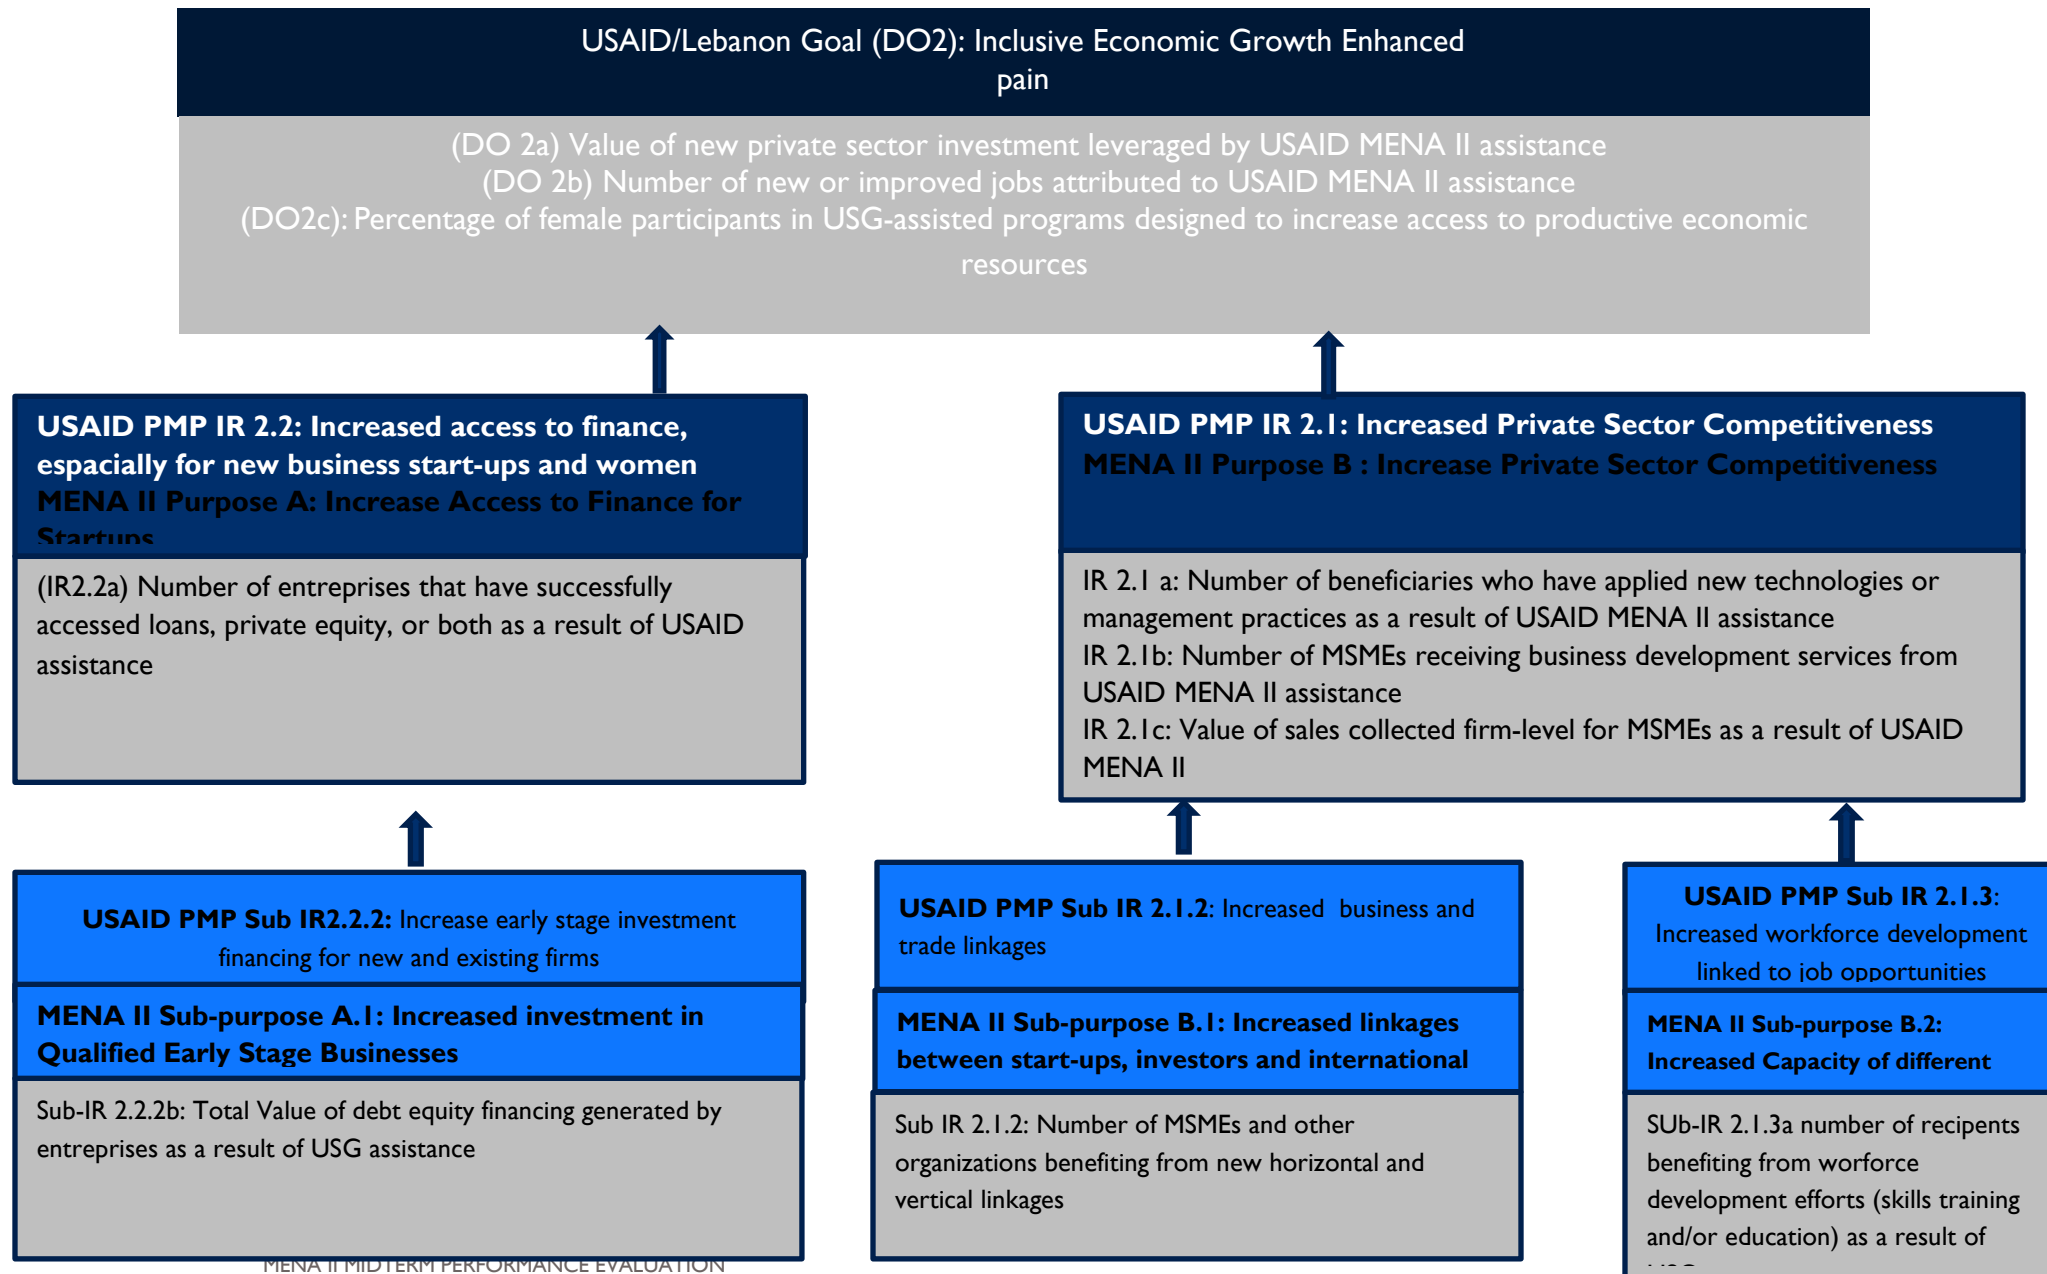 USAID/Lebanon Goal (DO2): Inclusive Economic Growth Enhanced
pain
(DO 2a) Value of new private sector investment leveraged by USAID MENA II assistance
(DO 2b) Number of new or improved jobs attributed to USAID MENA II assistance
(DO2c): Percentage of female participants in USG-assisted programs designed to increase access to productive economic
resources
USAID PMP IR 2.2: Increased access to finance,
espacially for new business start-ups and women
MENA II Purpose A: Increase Access to Finance for
Startups
(IR2.2a) Number of entreprises that have successfully
accessed loans, private equity, or both as a result of USAID
assistance
USAID PMP IR 2.1: Increased Private Sector Competitiveness
MENA II Purpose B : Increase Private Sector Competitiveness
IR 2.1 a: Number of beneficiaries who have applied new technologies or
management practices as a result of USAID MENA II assistance
IR 2.1b: Number of MSMEs receiving business development services from
USAID MENA II assistance
IR 2.1c: Value of sales collected firm-level for MSMEs as a result of USAID
MENA II
USAID PMP Sub IR2.2.2: Increase early stage investment
financing for new and existing firms
MENA II Sub-purpose A.1: Increased investment in
Qualified Early Stage Businesses
Sub-IR 2.2.2b: Total Value of debt equity financing generated by
entreprises as a result of USG assistance
USAID PMP Sub IR 2.1.2: Increased business and
trade linkages
MENA II Sub-purpose B.1: Increased linkages
between start-ups, investors and international
Sub IR 2.1.2: Number of MSMEs and other
organizations benefiting from new horizontal and
vertical linkages
USAID PMP Sub IR 2.1.3:
Increased workforce development
linked to job opportunities
MENA II Sub-purpose B.2:
Increased Capacity of different
SUb-IR 2.1.3a number of recipents
benefiting from worforce
development efforts (skills training
and/or education) as a result of
MENA II MIDTERM PERFORMANCE EVALUATION